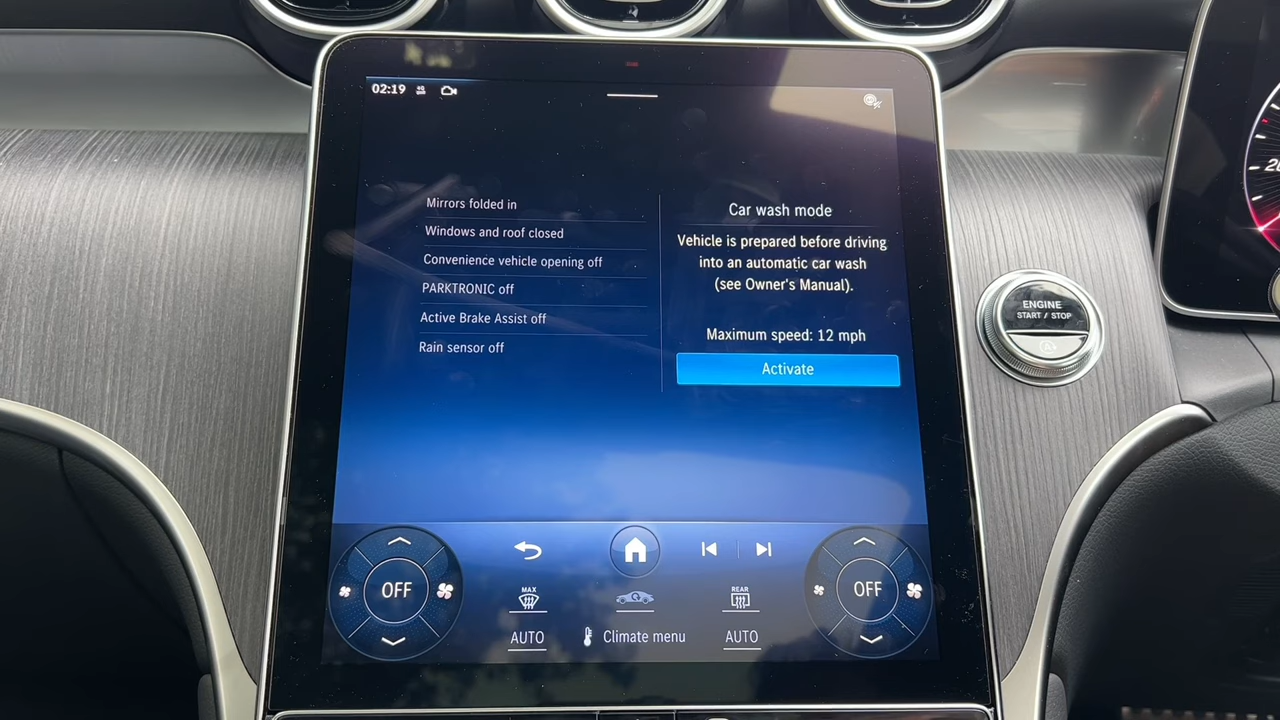 02:19
Mirrors folded in
Windows and roof closed
Convenience vehicle opening off
PARKTRONIC off
Active Brake Assist off
Rain sensor off
Car wash mode
Vehicle is prepared before driving
into an automatic car wash
(see Owner's Manual).
Maximum speed: 12 mph
Activate
ENGINE
START / STOP
OFF
MAX
REAR
OFF
AUTO
Climate menu
AUTO